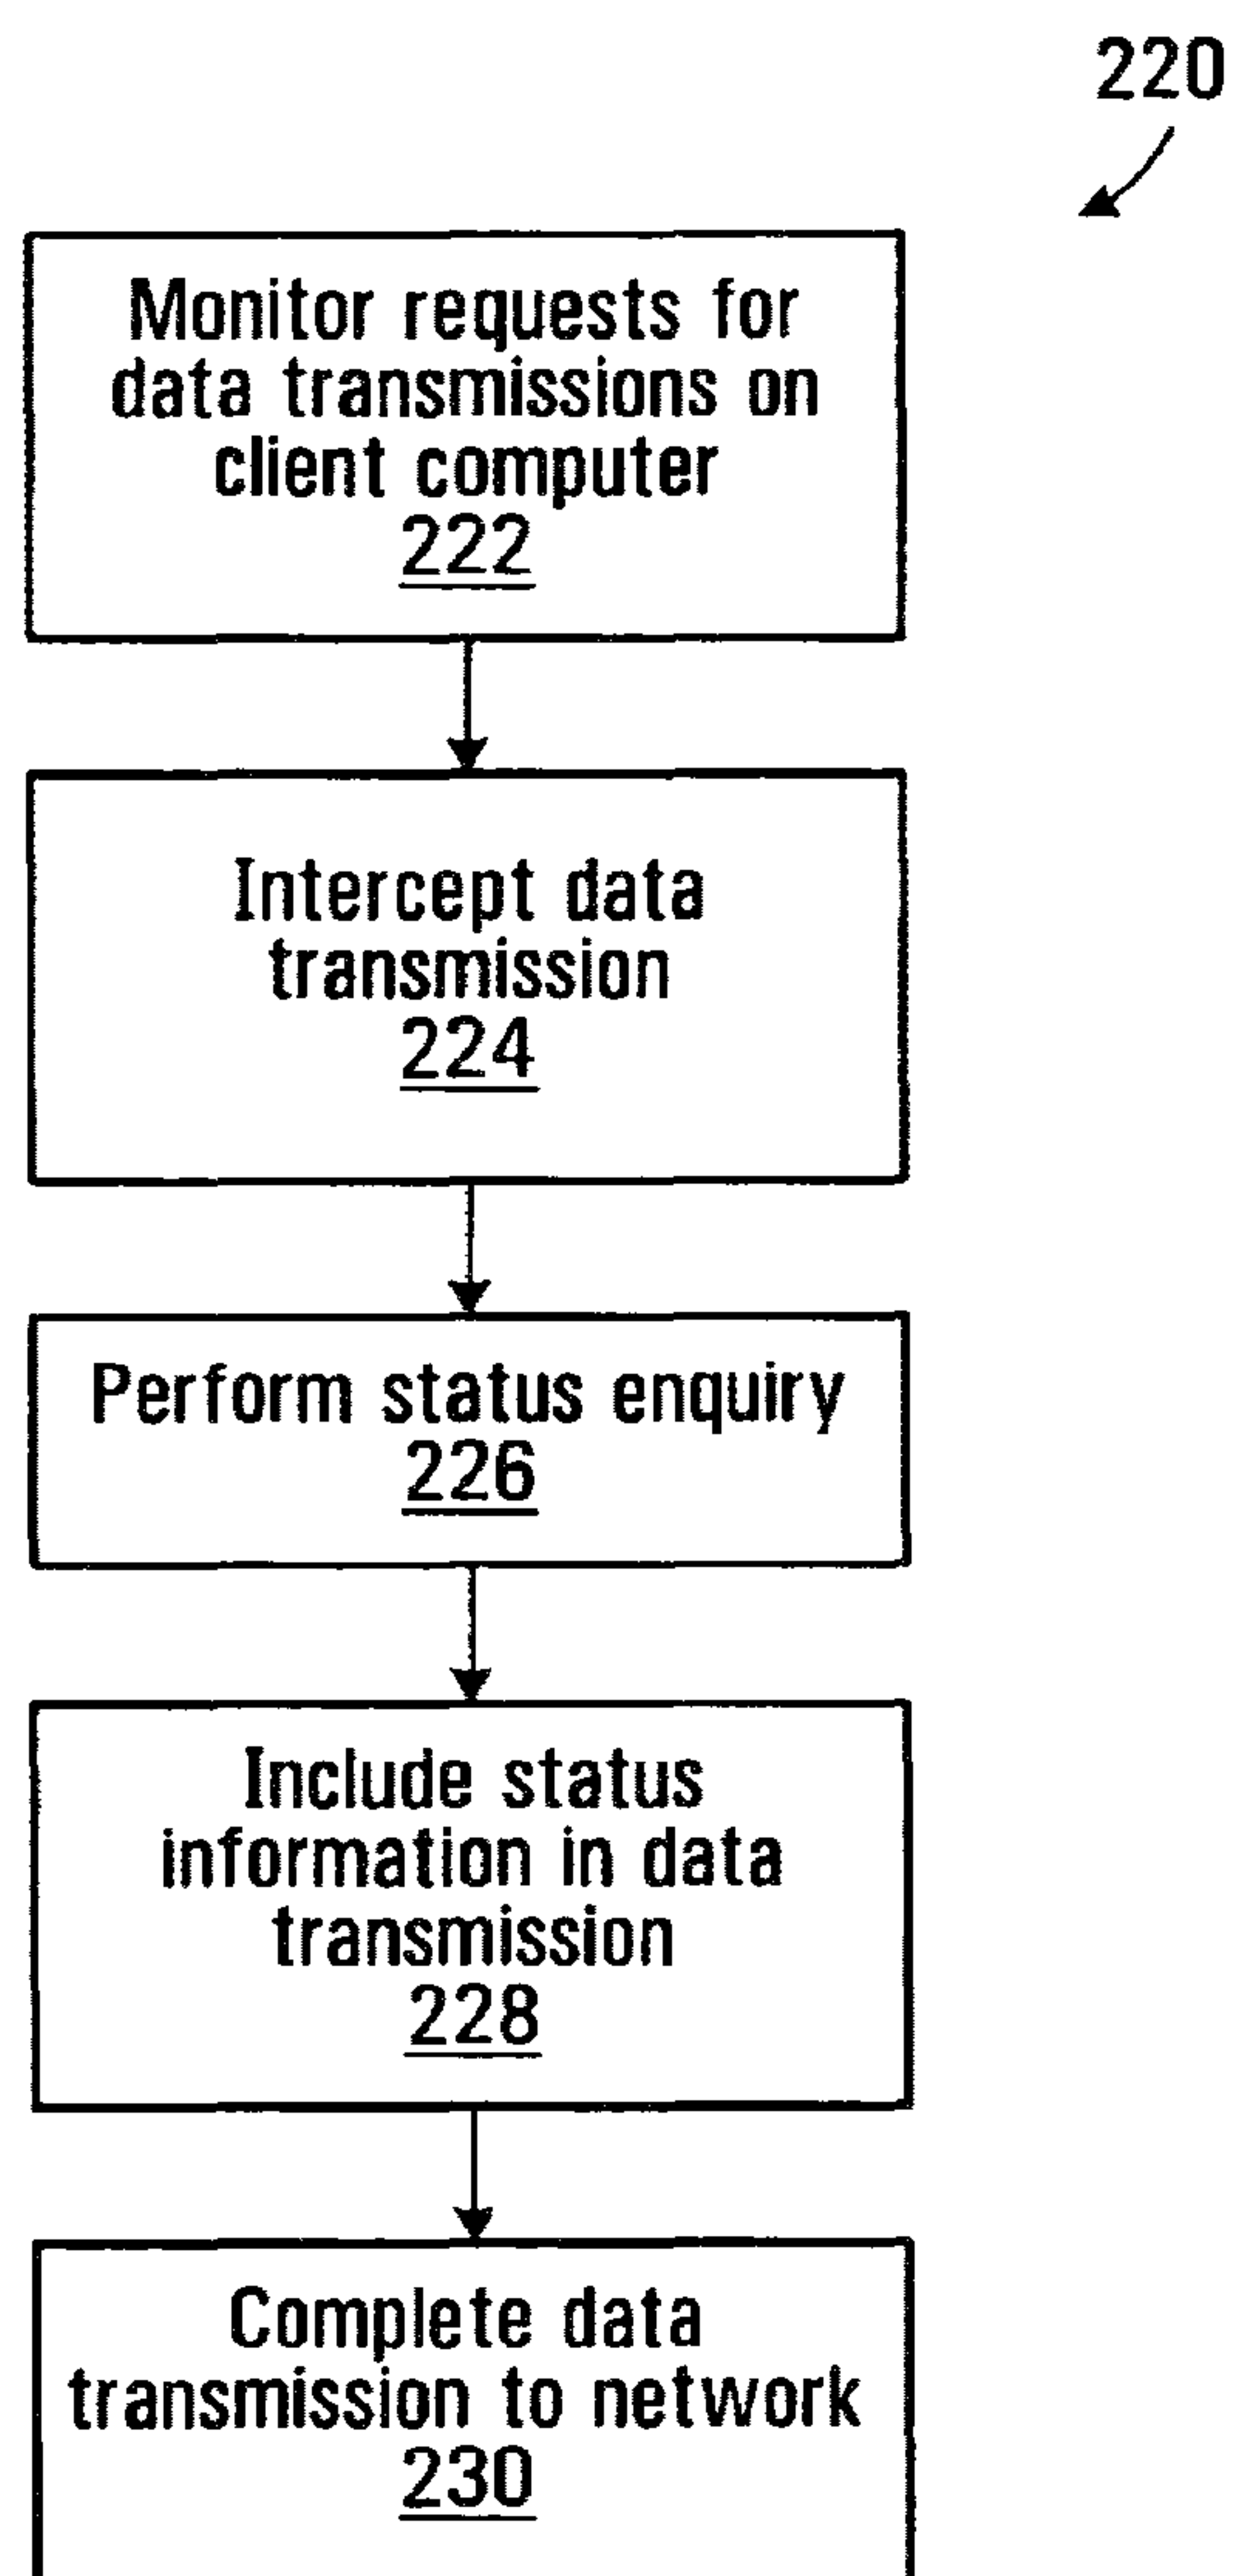 220
Monitor requests for
data transmissions on
client computer
222
Intercept data
transmission
224
Perform status enquiry
226
Include status
information in data
transmission
228
Complete data
transmission to network
230